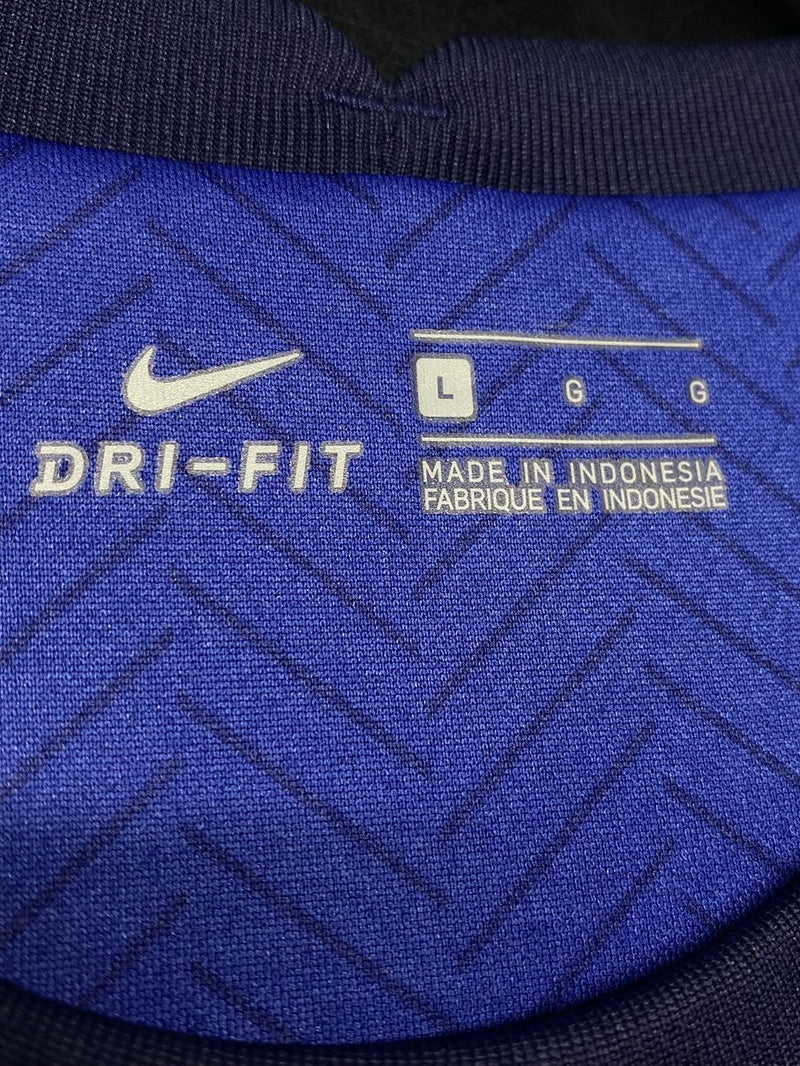 DRI-FIT
L G G
MADE IN INDONESIA
FABRIQUE EN INDONESIE